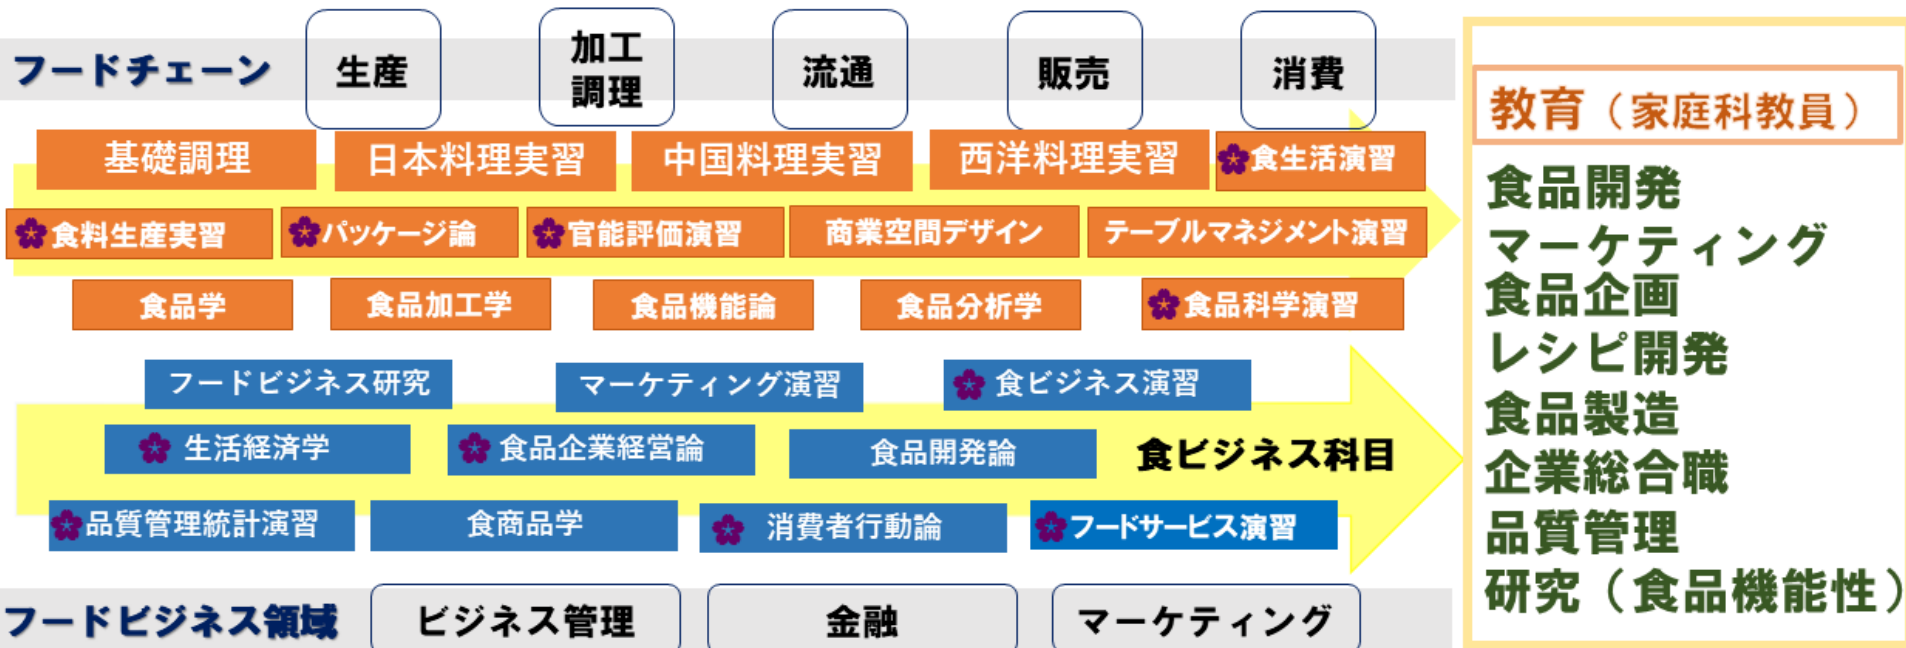 フードチェーン 生産 加工 調理 流通 販売 消費
基礎調理 日本料理実習 中国料理実習 西洋料理実習 食生活演習
食料生産実習 パッケージ論 官能評価演習 商業空間デザイン テーブルマネジメント演習
食品学 食品加工学 食品機能論 食品分析学 食品科学演習
フードビジネス研究 マーケティング演習 食ビジネス演習
生活経済学 食品企業経営論 食品開発論 食ビジネス科目
品質管理統計演習 食商品学 消費者行動論 フードサービス演習
フードビジネス領域 ビジネス管理 金融 マーケティング
教育（家庭科教員）
食品開発
マーケティング
食品企画
レシピ開発
食品製造
企業総合職
品質管理
研究（食品機能性）